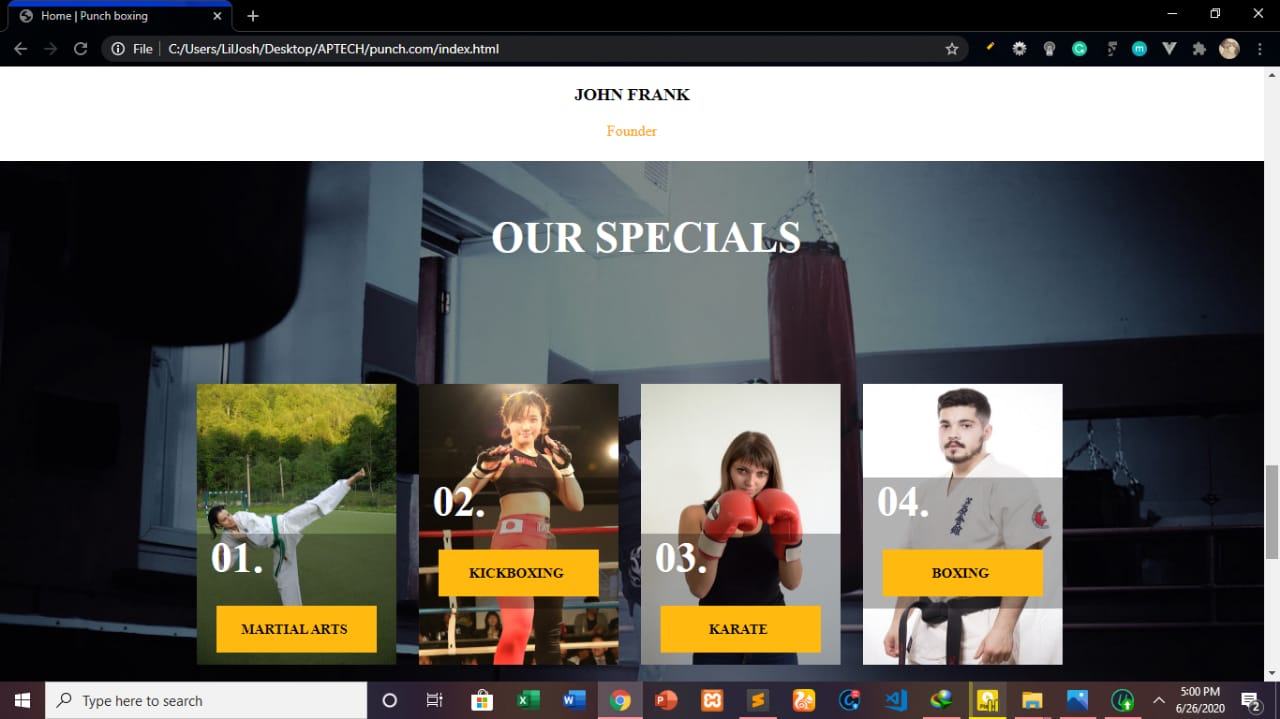 Home | Punch boxing
File
C:/Users/LilJosh/Desktop/APTECH/punch.com/index.html
JOHN FRANK
Founder
OUR SPECIALS
01.
MARTIAL ARTS
02.
KICKBOXING
03.
KARATE
04.
BOXING
Type here to search
5:00 PM
6/26/2020
2